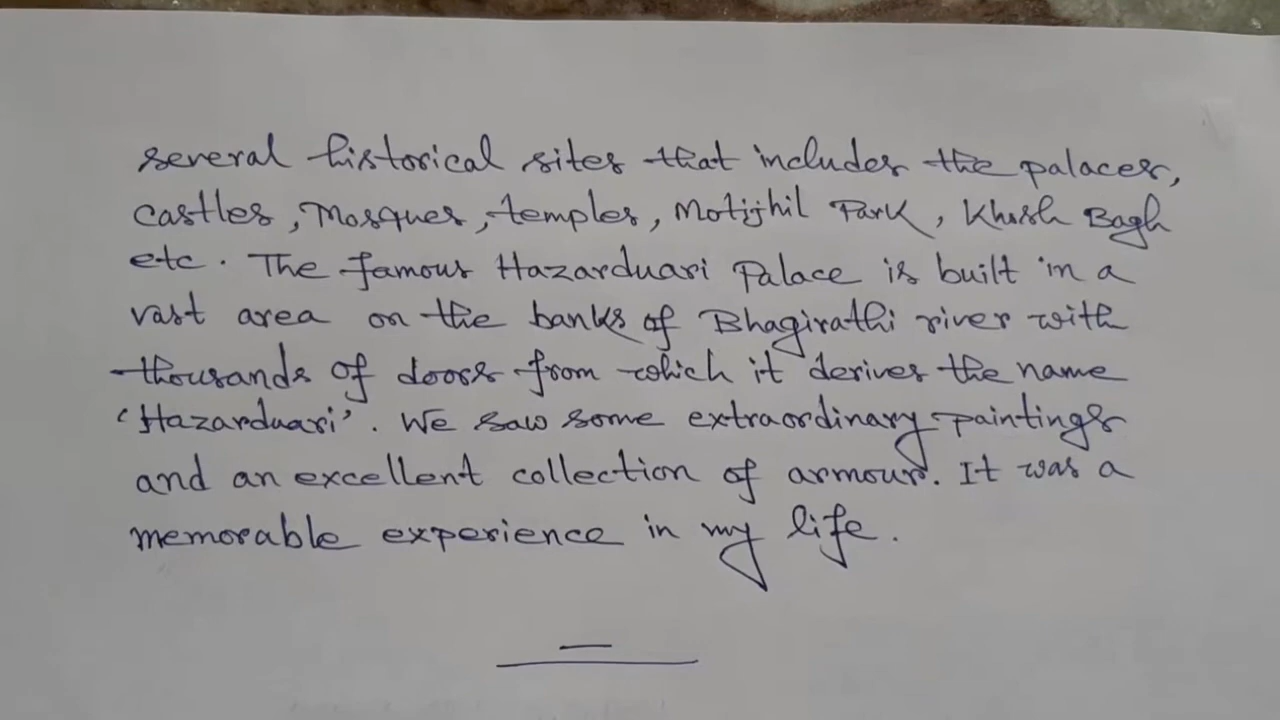 several historical sites that includes the palaces,
castles, Mosques, temples, Motijhil Park, Khush Bagh
etc. The famous Hazarduari Palace is built in a
vast area on the banks of Bhagirathi river with
thousands of doors from which it derives the name
'Hazarduari'. We saw some extraordinary paintings
and an excellent collection of armour. It was a
memorable experience in my life.